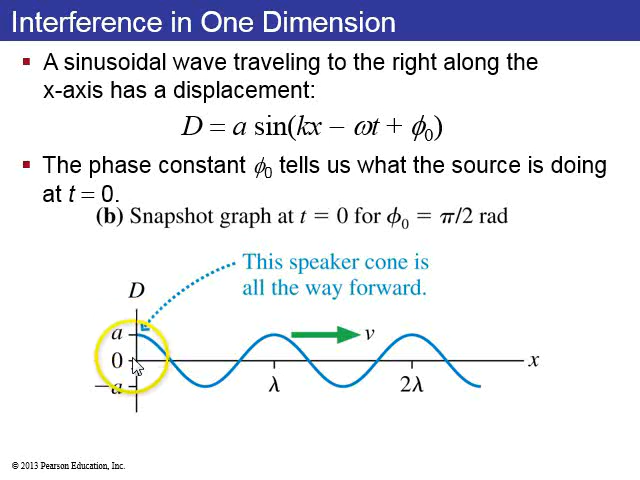 Interference in One Dimension
▪ A sinusoidal wave traveling to the right along the
x-axis has a displacement:
D = a sin(kx − ωt + ϕ₀)
▪ The phase constant ϕ₀ tells us what the source is doing
at t = 0.
(b) Snapshot graph at t = 0 for ϕ₀ = π/2 rad
This speaker cone is
all the way forward.
D
a
v
0
x
−a
λ
2λ
© 2013 Pearson Education, Inc.